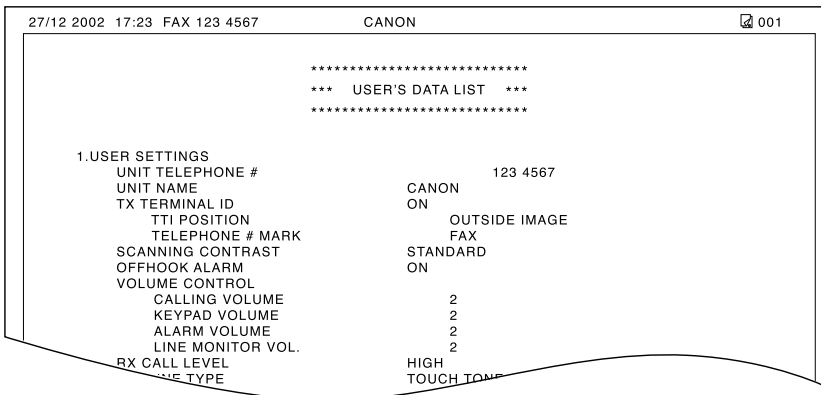 27/12 2002 17:23 FAX 123 4567 CANON 001
****************************
*** USER'S DATA LIST ***
****************************
1.USER SETTINGS
UNIT TELEPHONE # 123 4567
UNIT NAME CANON
TX TERMINAL ID ON
TTI POSITION OUTSIDE IMAGE
TELEPHONE # MARK FAX
SCANNING CONTRAST STANDARD
OFFHOOK ALARM ON
VOLUME CONTROL
CALLING VOLUME 2
KEYPAD VOLUME 2
ALARM VOLUME 2
LINE MONITOR VOL. 2
RX CALL LEVEL HIGH
TYPE TOUCH TONE